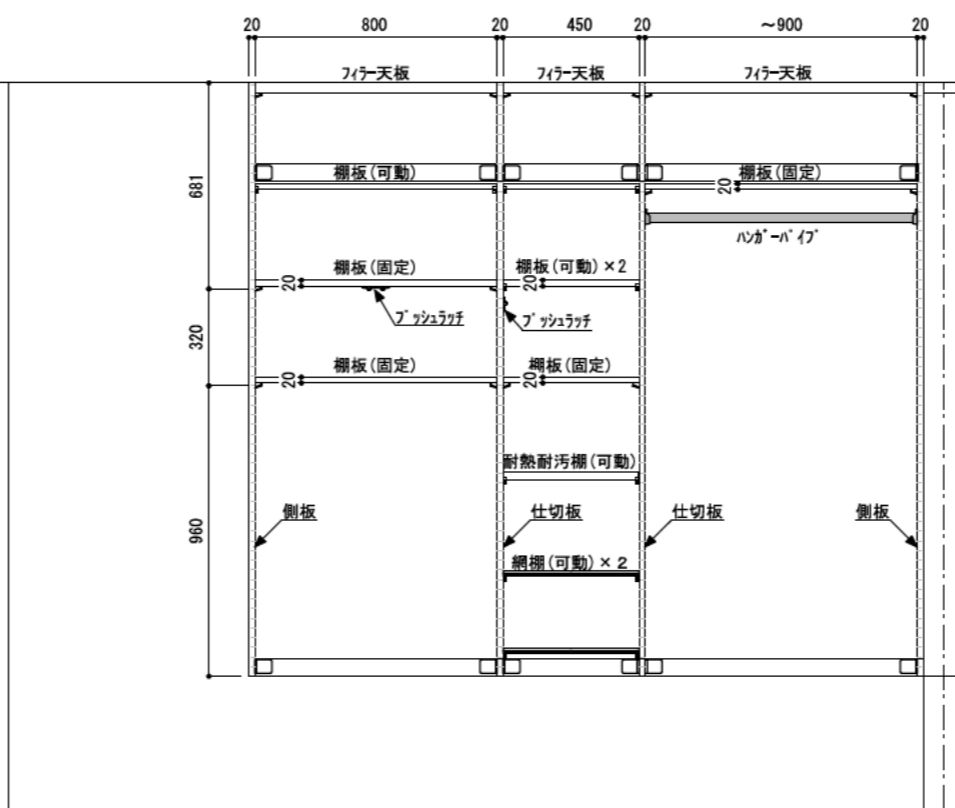 20 800 20 450 20 ～900 20
ﾌｨﾗｰ天板 ﾌｨﾗｰ天板 ﾌｨﾗｰ天板
棚板(可動) 棚板(固定)
681 20
ﾊﾝｶﾞｰﾊﾟｲﾌﾟ
棚板(固定) 棚板(可動)×2
20 20
ﾌﾟｯｼｭﾗｯﾁ ﾌﾟｯｼｭﾗｯﾁ
320
棚板(固定) 棚板(固定)
20 20
耐熱耐汚棚(可動)
側板 仕切板 仕切板 側板
960
網棚(可動)×２